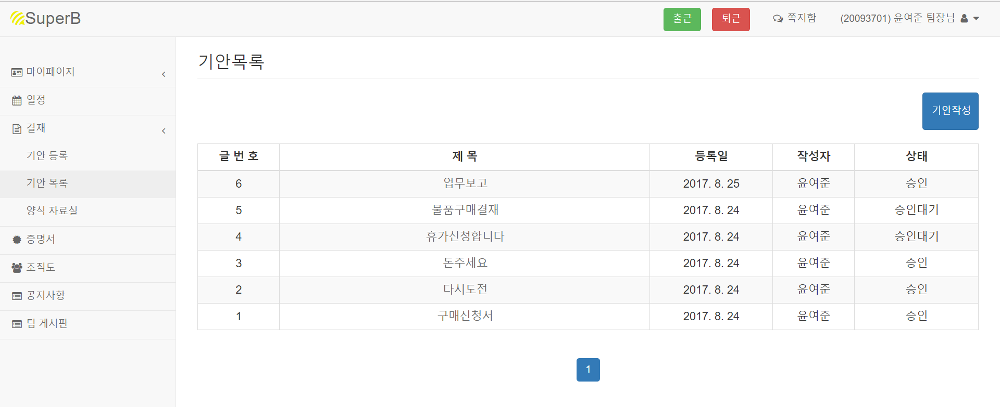 SuperB
출근 퇴근 쪽지함 (20093701) 윤여준 팀장님
마이페이지
일정
결재
기안 등록
기안 목록
양식 자료실
증명서
조직도
공지사항
팀 게시판
기안목록
기안작성
글 번 호 제 목 등록일 작성자 상태
6 업무보고 2017. 8. 25 윤여준 승인
5 물품구매결재 2017. 8. 24 윤여준 승인대기
4 휴가신청합니다 2017. 8. 24 윤여준 승인대기
3 돈주세요 2017. 8. 24 윤여준 승인
2 다시도전 2017. 8. 24 윤여준 승인
1 구매신청서 2017. 8. 24 윤여준 승인
1